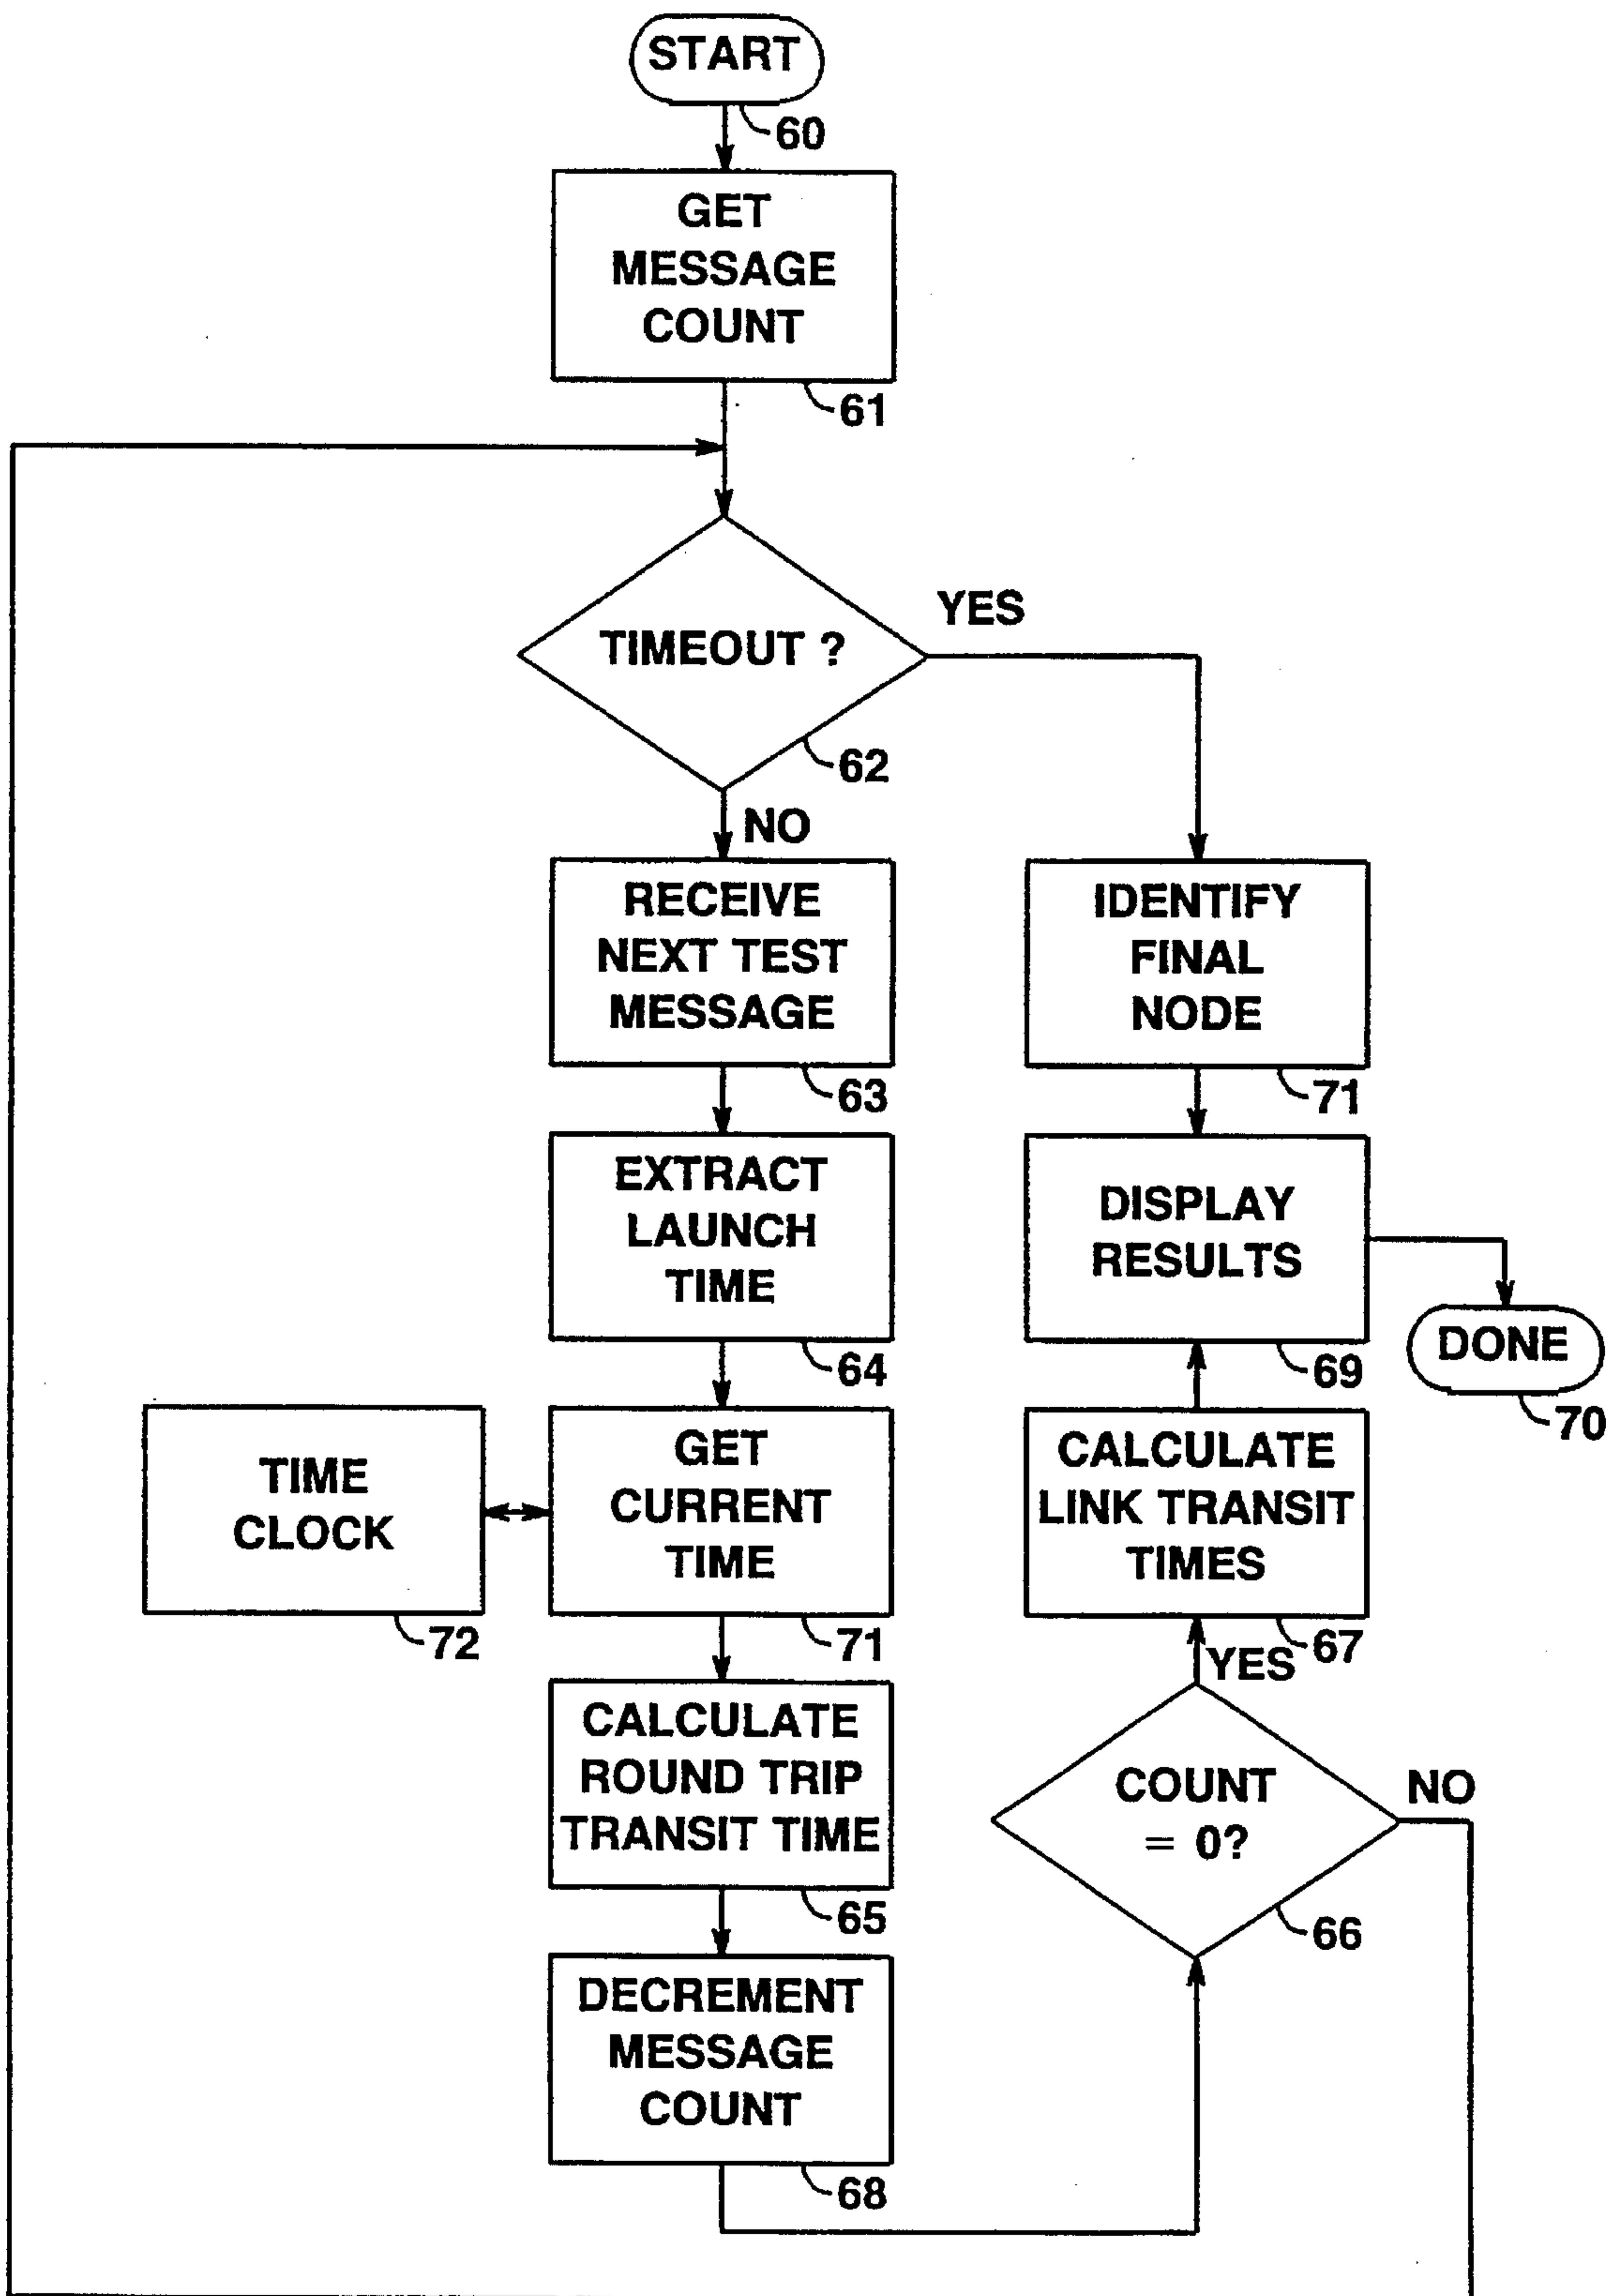 START
60
GET
MESSAGE
COUNT
61
TIMEOUT ?
YES
62
NO
RECEIVE
NEXT TEST
MESSAGE
63
IDENTIFY
FINAL
NODE
71
EXTRACT
LAUNCH
TIME
64
DISPLAY
RESULTS
69
DONE
70
TIME
CLOCK
72
GET
CURRENT
TIME
71
CALCULATE
LINK TRANSIT
TIMES
67
YES
CALCULATE
ROUND TRIP
TRANSIT TIME
65
COUNT
= 0?
NO
66
DECREMENT
MESSAGE
COUNT
68